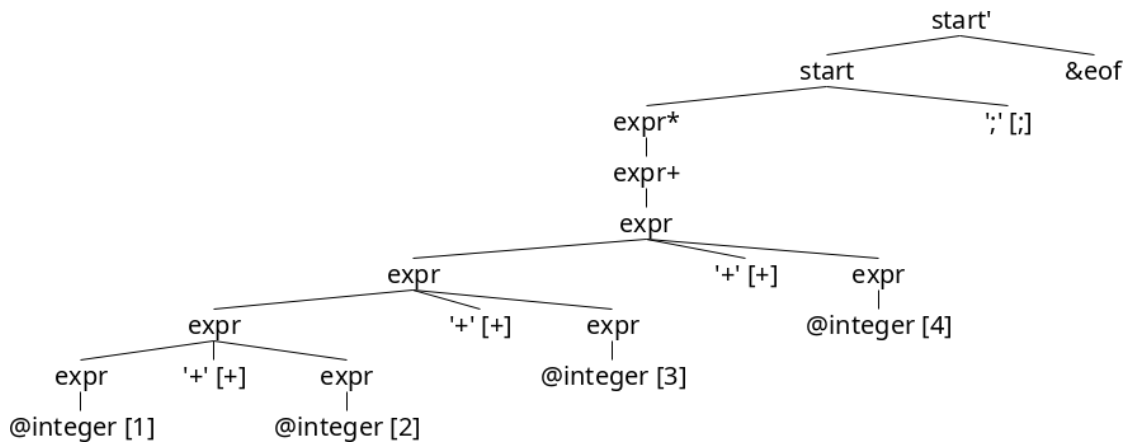 start'
start &eof
expr* ';' [;]
expr+
expr
expr '+' [+] expr
expr '+' [+] expr @integer [4]
expr '+' [+] expr @integer [3]
@integer [1] @integer [2]